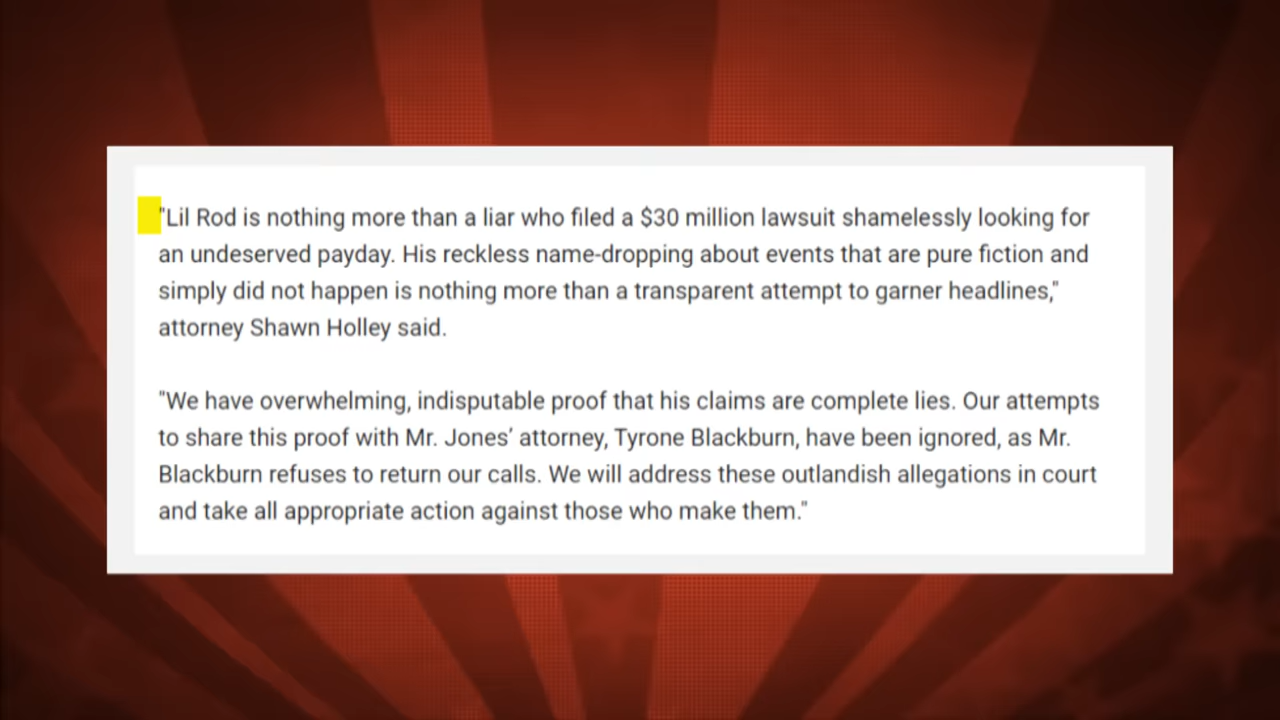 "Lil Rod is nothing more than a liar who filed a $30 million lawsuit shamelessly looking for
an undeserved payday. His reckless name-dropping about events that are pure fiction and
simply did not happen is nothing more than a transparent attempt to garner headlines,"
attorney Shawn Holley said.
"We have overwhelming, indisputable proof that his claims are complete lies. Our attempts
to share this proof with Mr. Jones' attorney, Tyrone Blackburn, have been ignored, as Mr.
Blackburn refuses to return our calls. We will address these outlandish allegations in court
and take all appropriate action against those who make them."